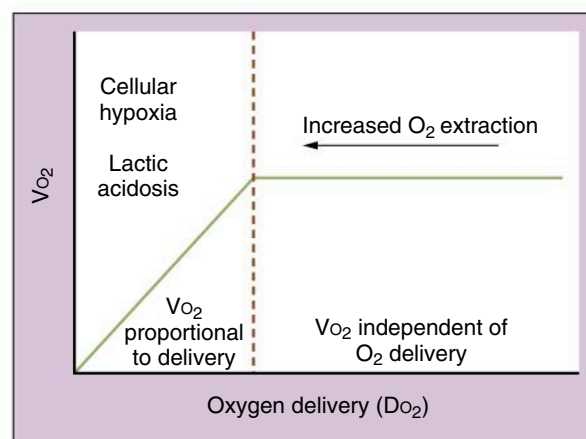 Cellular
hypoxia
Lactic
acidosis
Increased O₂ extraction
VO₂
VO₂
proportional
to delivery
VO₂ independent of
O₂ delivery
Oxygen delivery (DO₂)